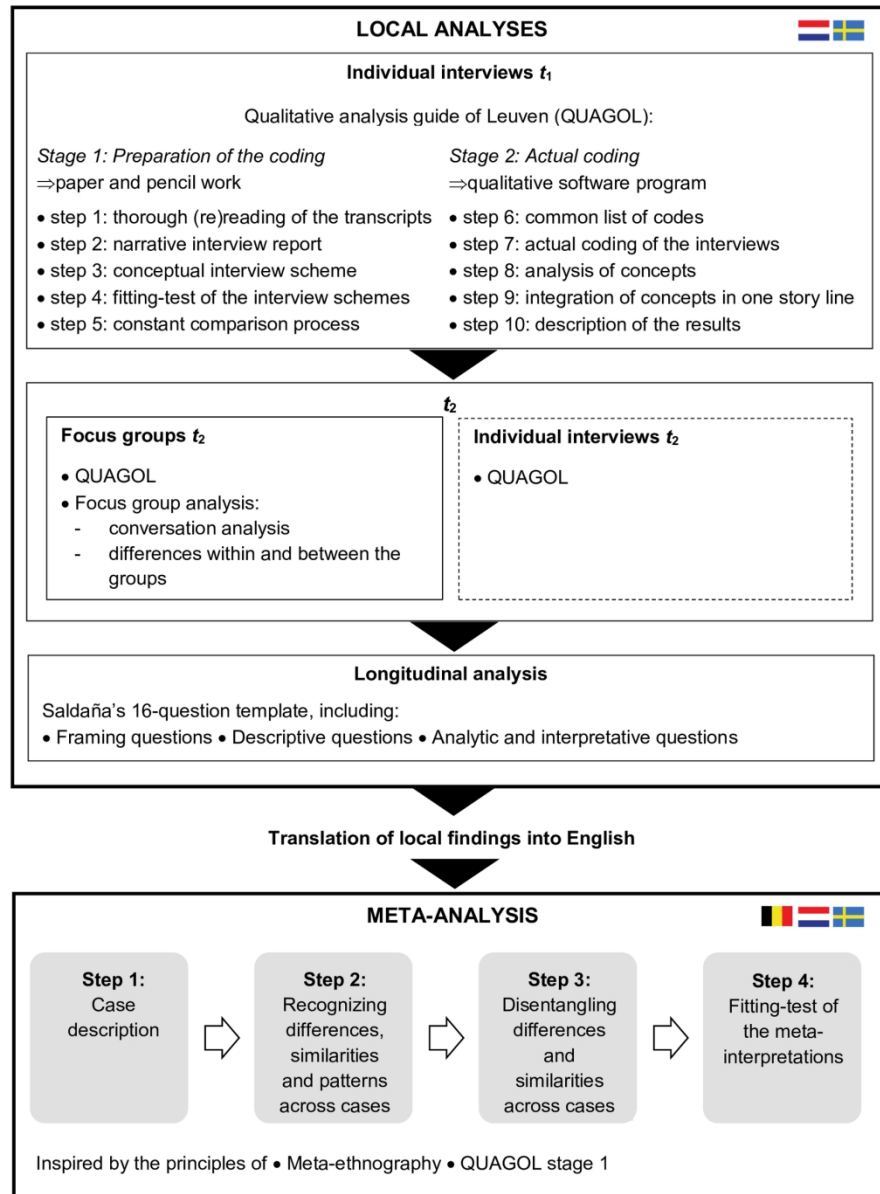 LOCAL ANALYSES
Individual interviews t1
Qualitative analysis guide of Leuven (QUAGOL):
Stage 1: Preparation of the coding
⇒paper and pencil work
• step 1: thorough (re)reading of the transcripts
• step 2: narrative interview report
• step 3: conceptual interview scheme
• step 4: fitting-test of the interview schemes
• step 5: constant comparison process
Stage 2: Actual coding
⇒qualitative software program
• step 6: common list of codes
• step 7: actual coding of the interviews
• step 8: analysis of concepts
• step 9: integration of concepts in one story line
• step 10: description of the results
t2
Focus groups t2
• QUAGOL
• Focus group analysis:
- conversation analysis
- differences within and between the
groups
Individual interviews t2
• QUAGOL
Longitudinal analysis
Saldaña's 16-question template, including:
• Framing questions • Descriptive questions • Analytic and interpretative questions
Translation of local findings into English
META-ANALYSIS
Step 1:
Case
description
Step 2:
Recognizing
differences,
similarities
and patterns
across cases
Step 3:
Disentangling
differences
and
similarities
across cases
Step 4:
Fitting-test of
the meta-
interpretations
Inspired by the principles of • Meta-ethnography • QUAGOL stage 1